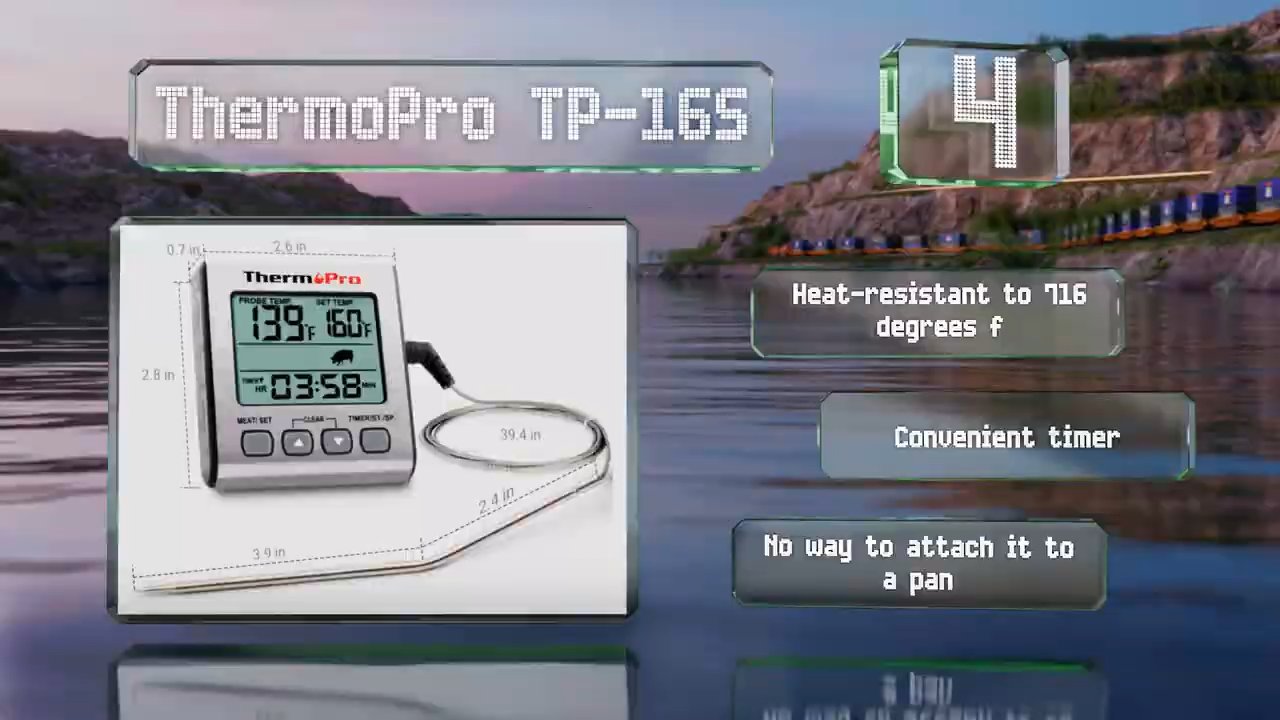 ThermoPro TP-16S
4
0.7 in
2.6 in
ThermoPro
PROBE TEMP
SET TEMP
139°F
160°F
2.8 in
TIMER
HR
03:58
MIN
MEAT/SET
CLEAR
TIMER/ST./SP
39.4 in
2.4 in
3.9 in
Heat-resistant to 716
degrees f
Convenient timer
No way to attach it to
a pan